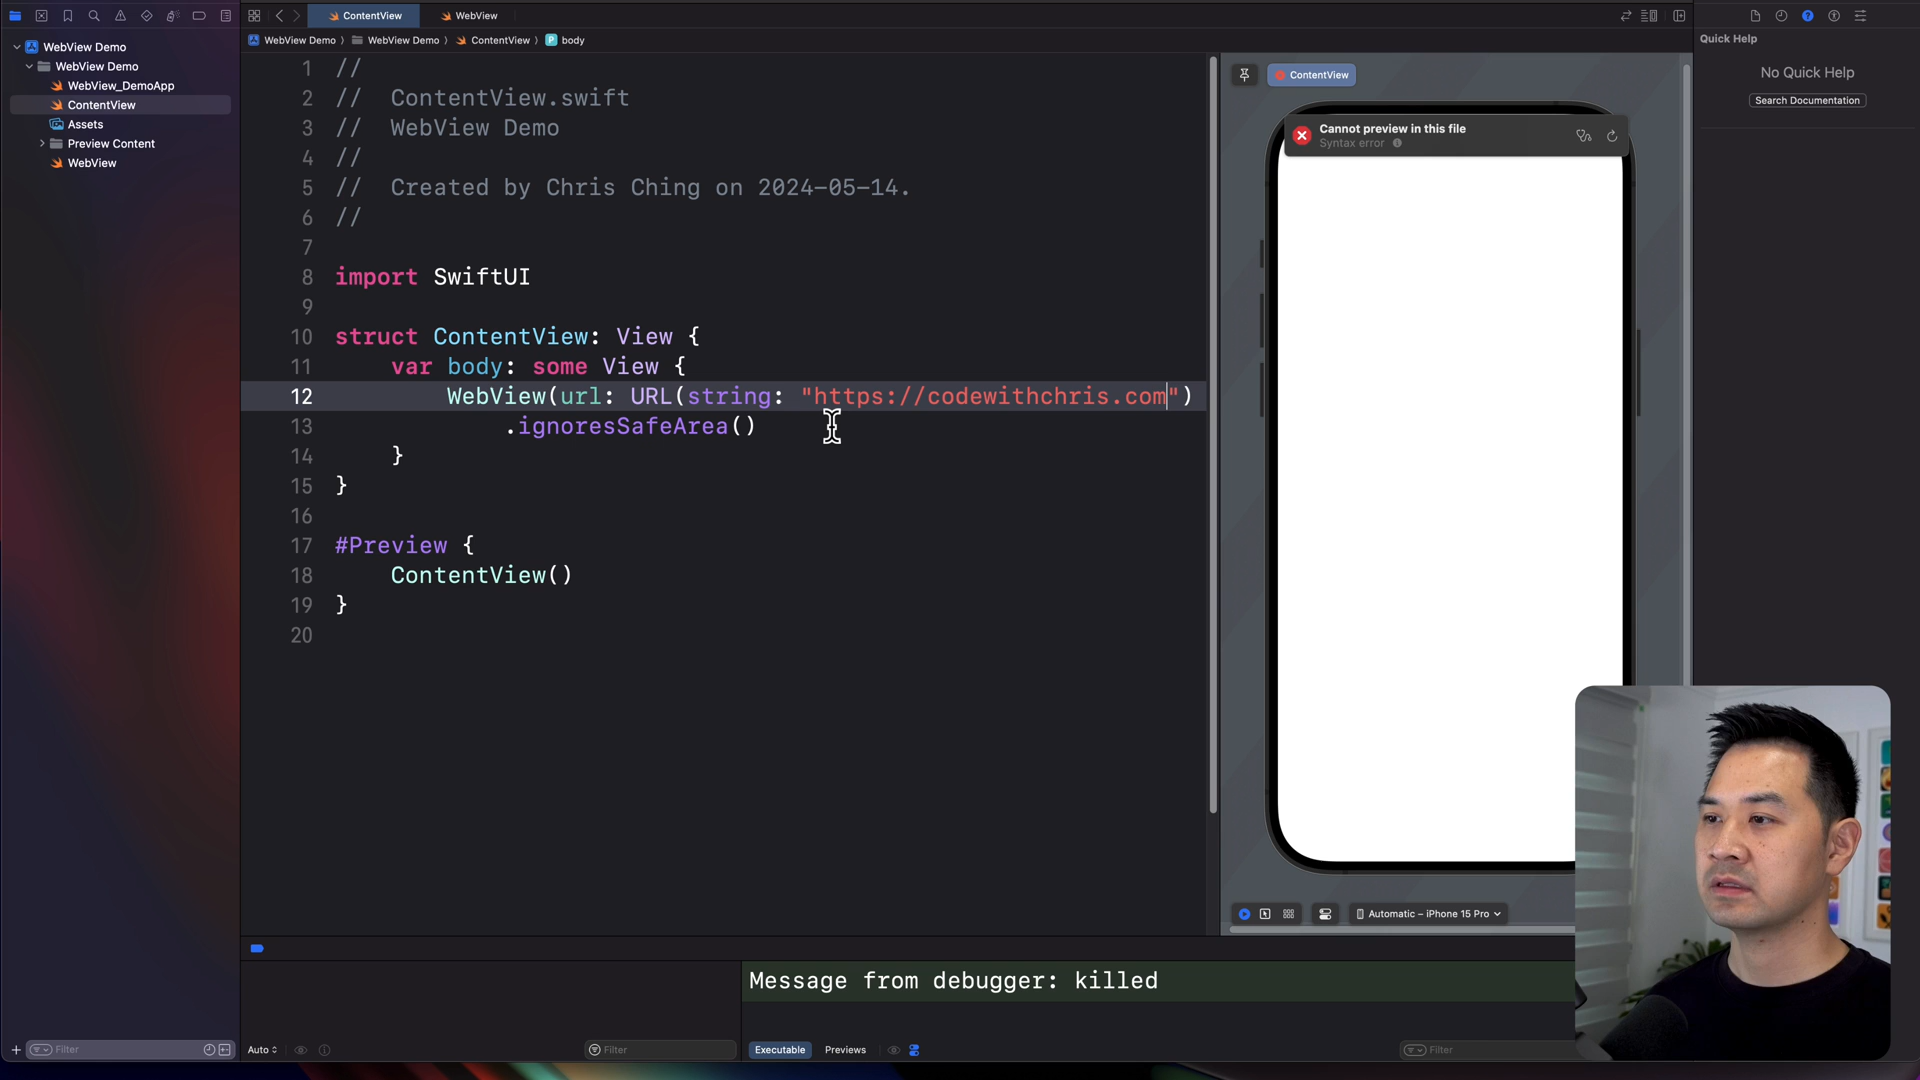 ContentView
WebView
WebView Demo
WebView Demo
WebView_DemoApp
ContentView
Assets
Preview Content
WebView
Filter
WebView Demo 〉 WebView Demo 〉 ContentView 〉 P body
1 //
2 //  ContentView.swift
3 //  WebView Demo
4 //
5 //  Created by Chris Ching on 2024-05-14.
6 //
7
8 import SwiftUI
9
10 struct ContentView: View {
11     var body: some View {
12         WebView(url: URL(string: "https://codewithchris.com")
13             .ignoresSafeArea()
14     }
15 }
16
17 #Preview {
18     ContentView()
19 }
20
ContentView
Cannot preview in this file
Syntax error
Automatic – iPhone 15 Pro
Quick Help
No Quick Help
Search Documentation
Message from debugger: killed
Auto
Filter
Executable
Previews
Filter